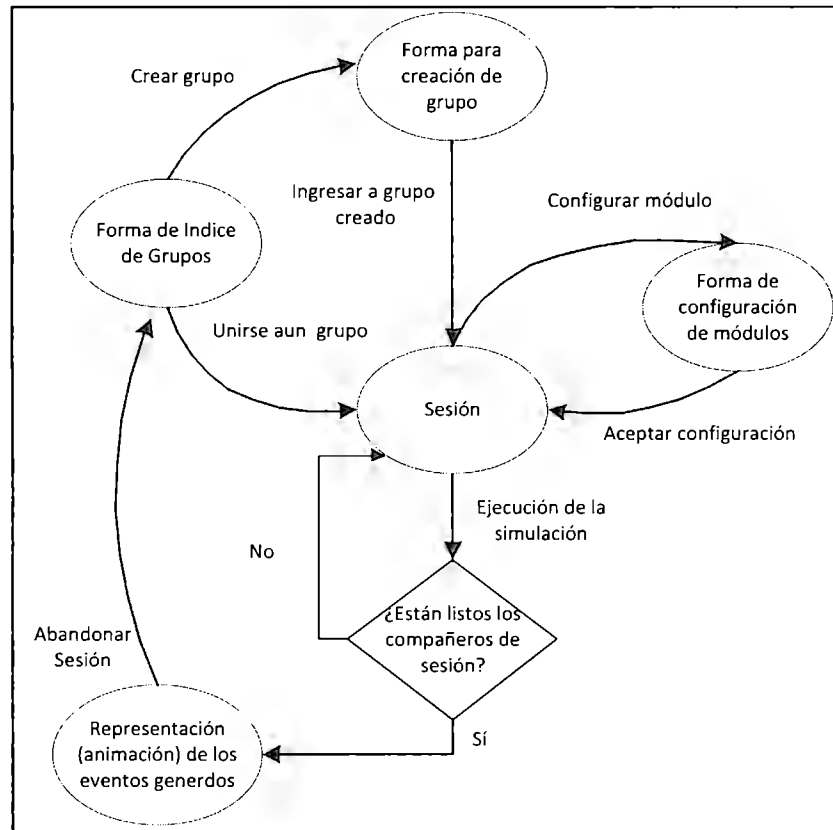 Forma para
creación de
grupo
Crear grupo
Ingresar a grupo
creado
Configurar módulo
Forma de Indice
de Grupos
Forma de
configuración
de módulos
Unirse aun grupo
Sesión
Aceptar configuración
Ejecución de la
simulación
No
¿Están listos los
compañeros de
sesión?
Abandonar
Sesión
Representación
(animación) de los
eventos generdos
Sí